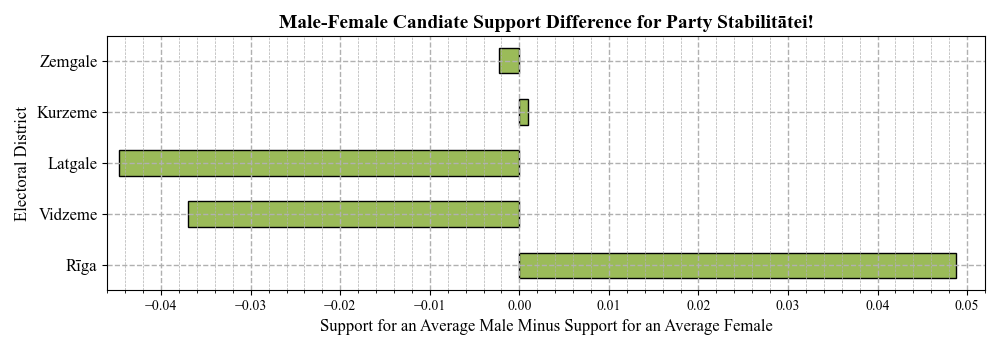 Male-Female Candiate Support Difference for Party Stabilitātei!
Electoral District
Zemgale
Kurzeme
Latgale
Vidzeme
Rīga
−0.04 −0.03 −0.02 −0.01 0.00 0.01 0.02 0.03 0.04 0.05
Support for an Average Male Minus Support for an Average Female